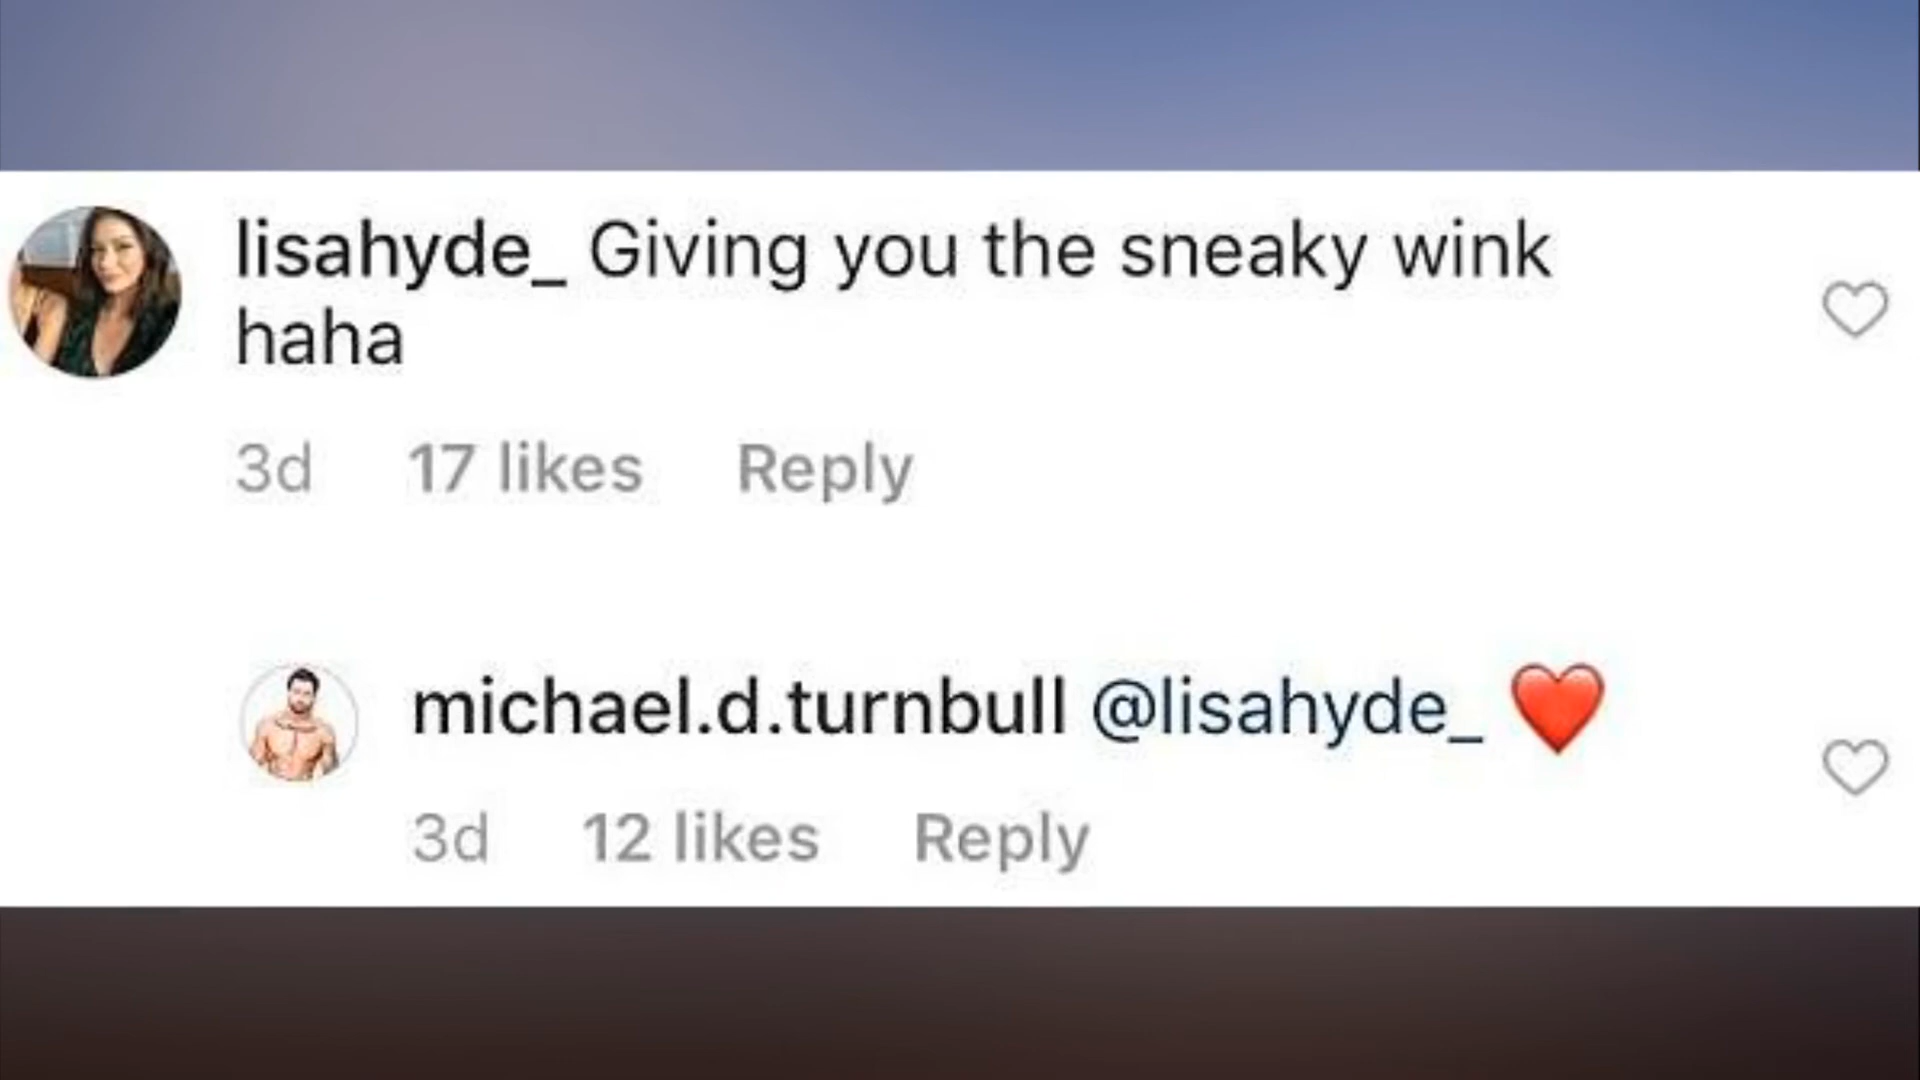 lisahyde_ Giving you the sneaky wink
haha
3d 17 likes Reply
michael.d.turnbull @lisahyde_ ❤️
3d 12 likes Reply